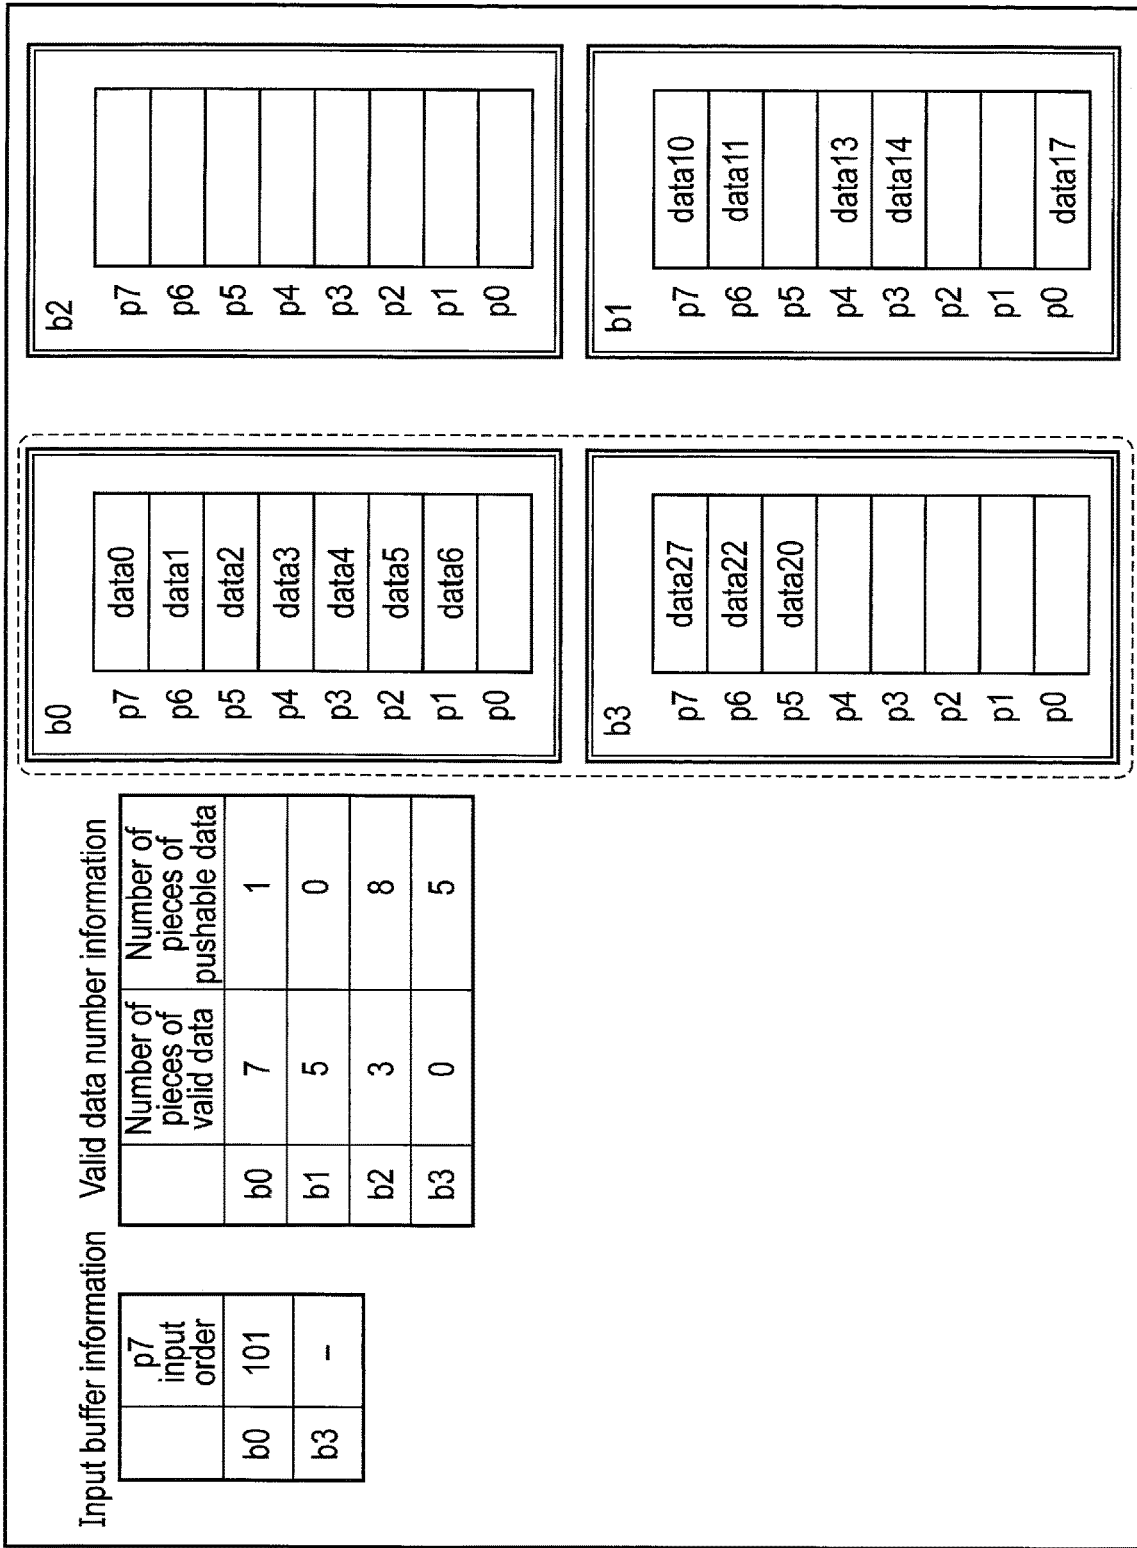 Input buffer information
p7
input
order
b0 101
b3 –
Valid data number information
Number of
pieces of
valid data
Number of
pieces of
pushable data
b0 7 1
b1 5 0
b2 3 8
b3 0 5
b0
p7 data0
p6 data1
p5 data2
p4 data3
p3 data4
p2 data5
p1 data6
p0
b3
p7 data27
p6 data22
p5 data20
p4
p3
p2
p1
p0
b2
p7
p6
p5
p4
p3
p2
p1
p0
b1
p7 data10
p6 data11
p5
p4 data13
p3 data14
p2
p1
p0 data17